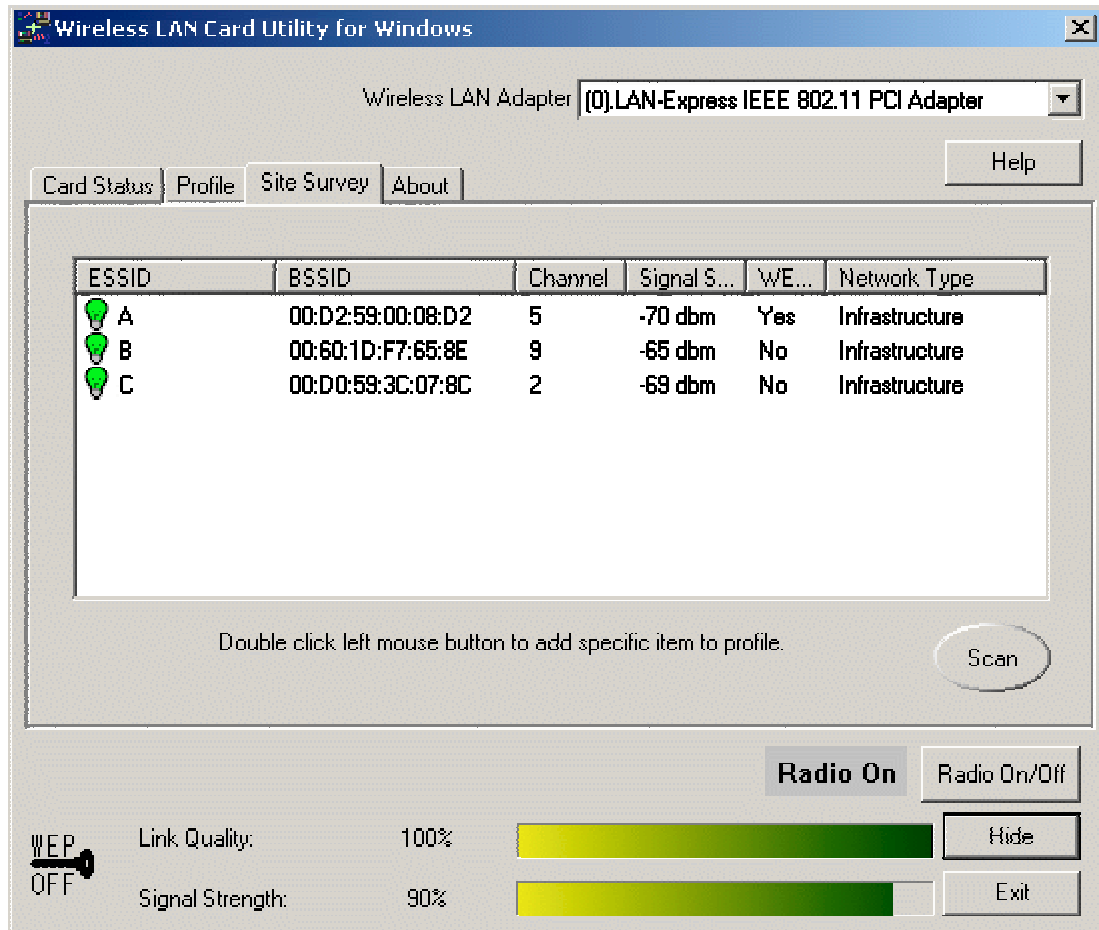 Wireless LAN Card Utility for Windows
Wireless LAN Adapter (0).LAN-Express IEEE 802.11 PCI Adapter
Help
Card Status Profile Site Survey About
ESSID BSSID Channel Signal S... WE... Network Type
A 00:D2:59:00:08:D2 5 -70 dbm Yes Infrastructure
B 00:60:1D:F7:65:8E 9 -65 dbm No Infrastructure
C 00:D0:59:3C:07:8C 2 -69 dbm No Infrastructure
Double click left mouse button to add specific item to profile.
Scan
Radio On Radio On/Off
WEP OFF
Link Quality: 100% Hide
Signal Strength: 90% Exit